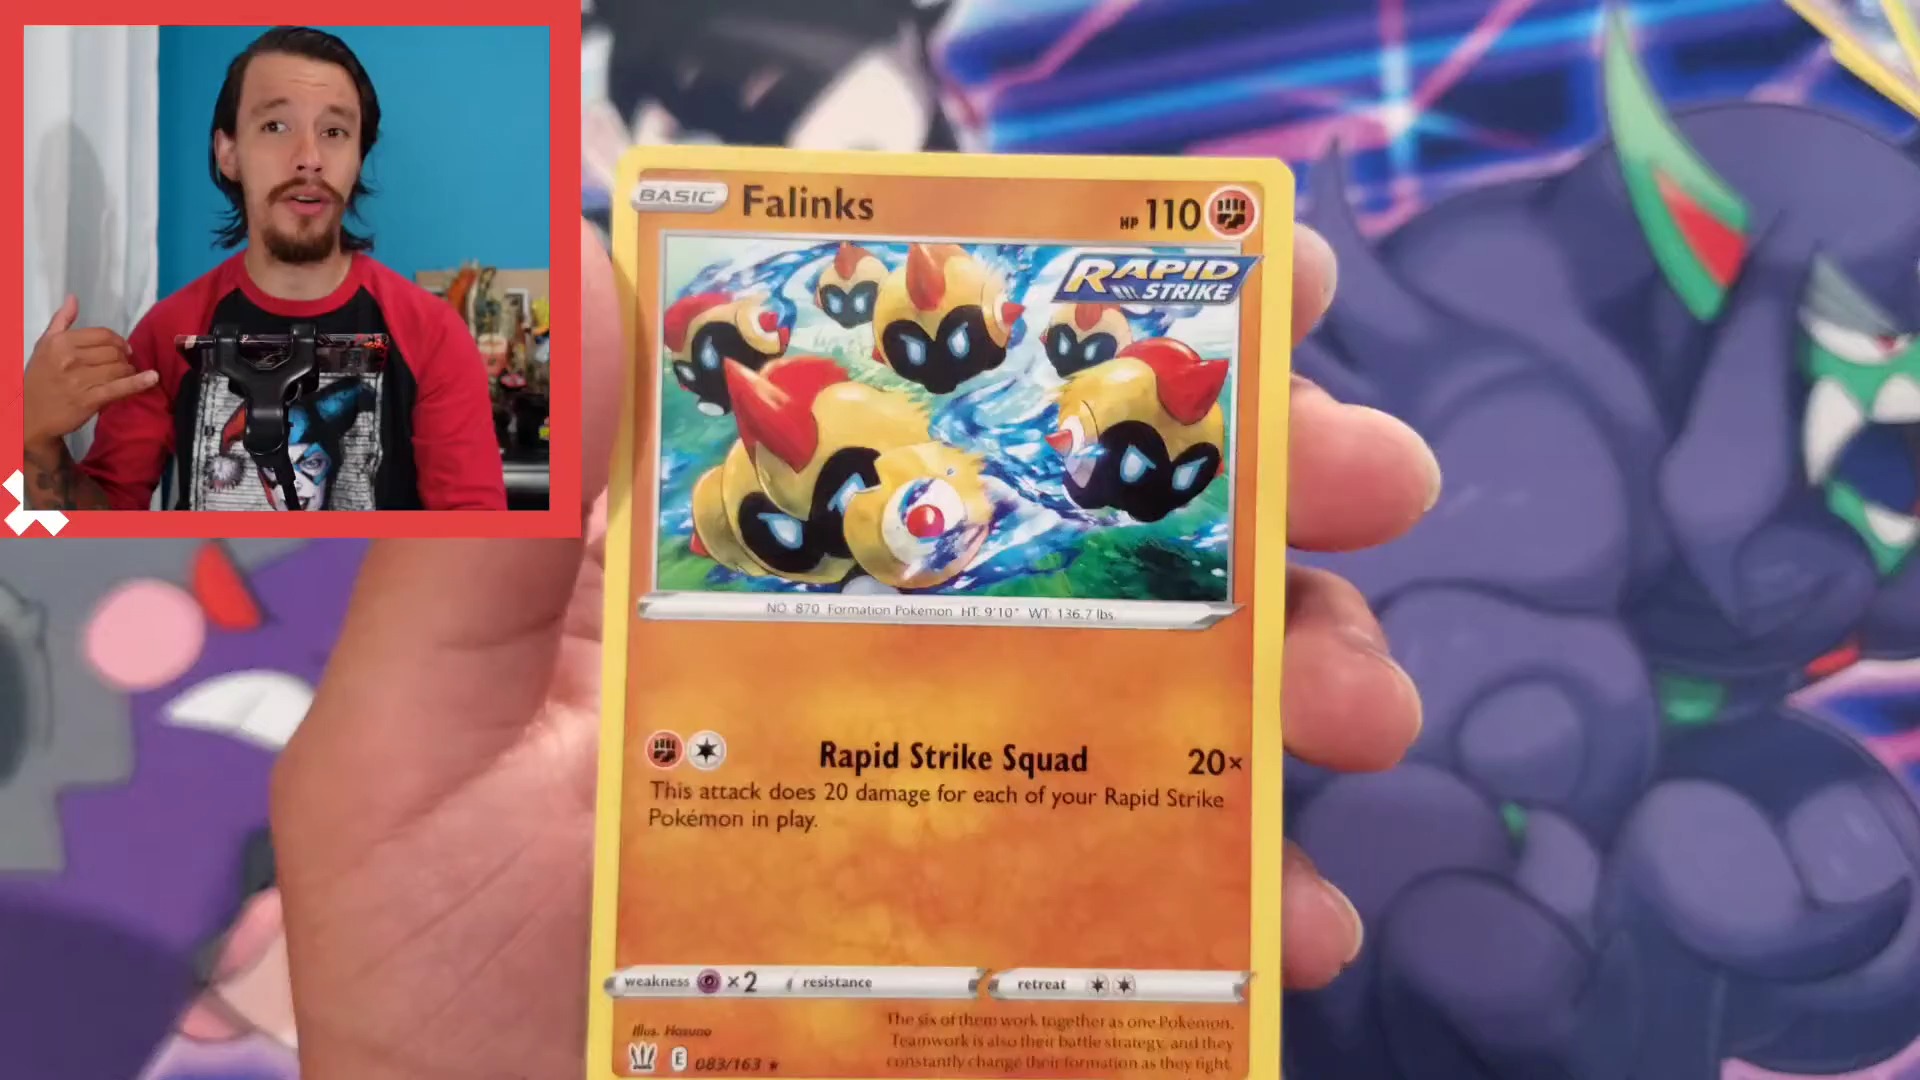 BASIC Falinks HP 110
RAPID
STRIKE
NO. 870 Formation Pokémon HT: 9'10" WT: 136.7 lbs.
Rapid Strike Squad 20×
This attack does 20 damage for each of your Rapid Strike
Pokémon in play.
weakness ×2 resistance retreat
Illus. Hasuno
E 083/163 ★
The six of them work together as one Pokémon.
Teamwork is also their battle strategy, and they
constantly change their formation as they fight.